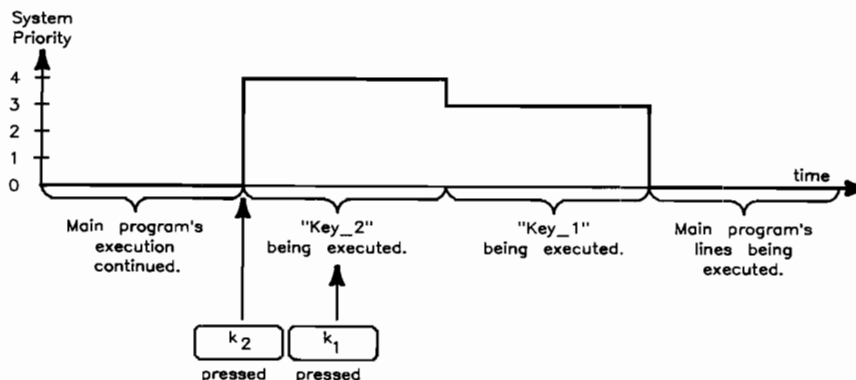 System
Priority
4
3
2
1
0
time
Main program's
execution
continued.
"Key_2"
being executed.
"Key_1"
being executed.
Main program's
lines being
executed.
k2
k1
pressed
pressed